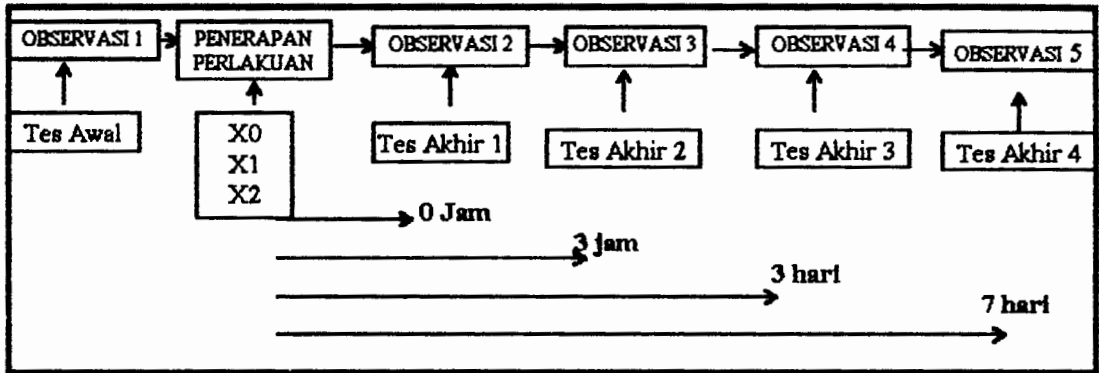 OBSERVASI 1
PENERAPAN
PERLAKUAN
OBSERVASI 2
OBSERVASI 3
OBSERVASI 4
OBSERVASI 5
Tes Awal
X0
X1
X2
Tes Akhir 1
Tes Akhir 2
Tes Akhir 3
Tes Akhir 4
0 Jam
3 jam
3 hari
7 hari